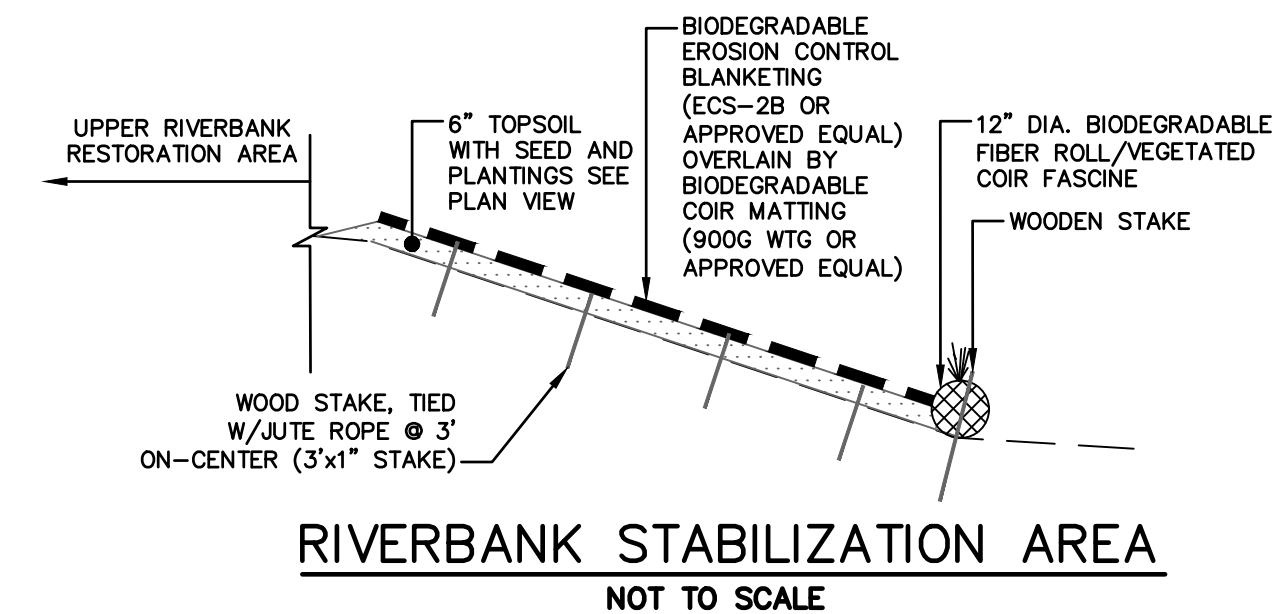 UPPER RIVERBANK
RESTORATION AREA
6" TOPSOIL
WITH SEED AND
PLANTINGS SEE
PLAN VIEW
BIODEGRADABLE
EROSION CONTROL
BLANKETING
(ECS-2B OR
APPROVED EQUAL)
OVERLAIN BY
BIODEGRADABLE
COIR MATTING
(900G WTG OR
APPROVED EQUAL)
12" DIA. BIODEGRADABLE
FIBER ROLL/VEGETATED
COIR FASCINE
WOODEN STAKE
WOOD STAKE, TIED
W/JUTE ROPE @ 3'
ON-CENTER (3'x1" STAKE)
RIVERBANK STABILIZATION AREA
NOT TO SCALE